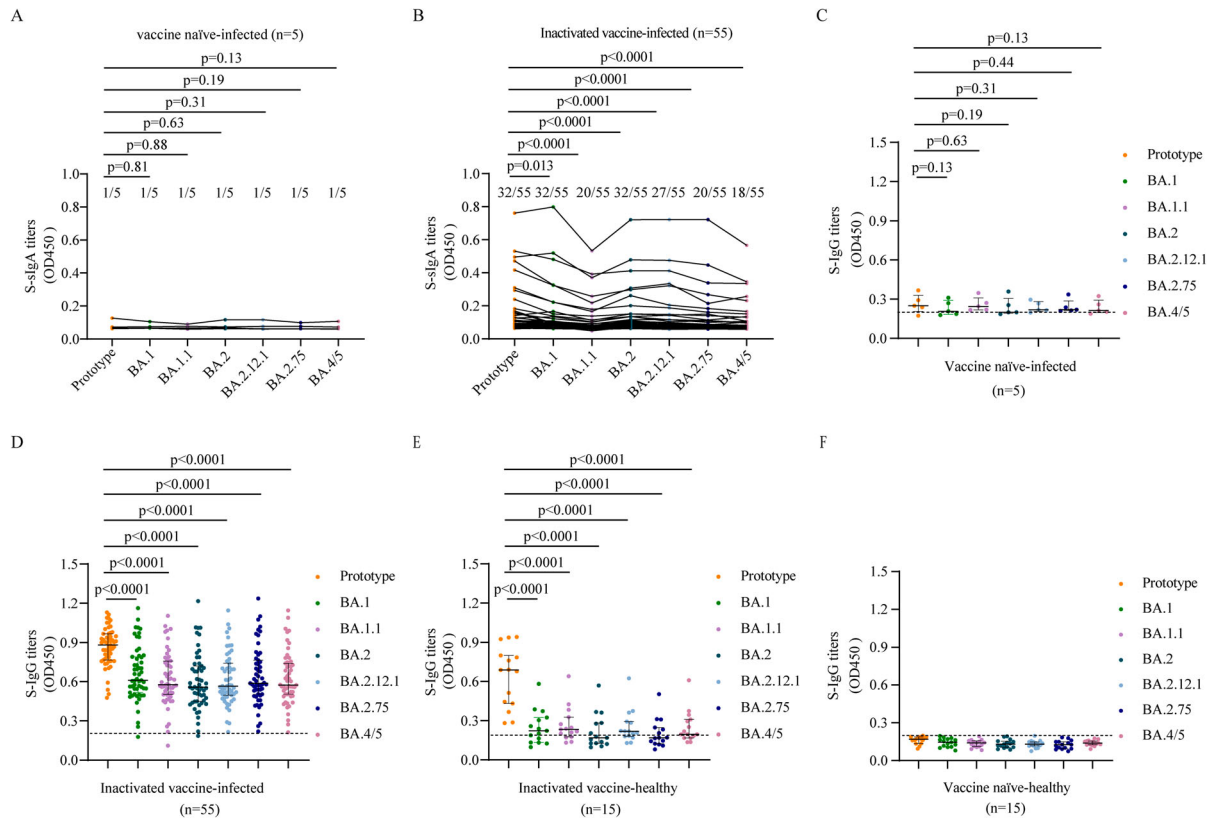 A
vaccine naïve-infected (n=5)
p=0.13
p=0.19
p=0.31
p=0.63
p=0.88
p=0.81
1/5 1/5 1/5 1/5 1/5 1/5 1/5
1.0
0.8
0.6
0.4
0.2
0.0
S-sIgA titers
(OD450 )
Prototype
BA.1
BA.1.1
BA.2
BA.2.12.1
BA.2.75
BA.4/5
B
Inactivated vaccine-infected (n=55)
p<0.0001
p<0.0001
p<0.0001
p<0.0001
p<0.0001
p=0.013
32/55 32/55 20/55 32/55 27/55 20/55 18/55
1.0
0.8
0.6
0.4
0.2
0.0
S-sIgA titers
(OD450 )
Prototype
BA.1
BA.1.1
BA.2
BA.2.12.1
BA.2.75
BA.4/5
C
p=0.13
p=0.44
p=0.31
p=0.19
p=0.63
p=0.13
1.5
1.2
0.9
0.6
0.3
0.0
S-IgG titers
(OD450 )
Vaccine naïve-infected
(n=5)
Prototype
BA.1
BA.1.1
BA.2
BA.2.12.1
BA.2.75
BA.4/5
D
p<0.0001
p<0.0001
p<0.0001
p<0.0001
p<0.0001
p<0.0001
1.5
1.2
0.9
0.6
0.3
0.0
S-IgG titers
(OD450 )
Inactivated vaccine-infected
(n=55)
Prototype
BA.1
BA.1.1
BA.2
BA.2.12.1
BA.2.75
BA.4/5
E
p<0.0001
p<0.0001
p<0.0001
p<0.0001
p<0.0001
p<0.0001
1.5
1.2
0.9
0.6
0.3
0.0
S-IgG titers
(OD450 )
Inactivated vaccine-healthy
(n=15)
Prototype
BA.1
BA.1.1
BA.2
BA.2.12.1
BA.2.75
BA.4/5
F
1.5
1.2
0.9
0.6
0.3
0.0
S-IgG titers
(OD450 )
Vaccine naïve-healthy
(n=15)
Prototype
BA.1
BA.1.1
BA.2
BA.2.12.1
BA.2.75
BA.4/5